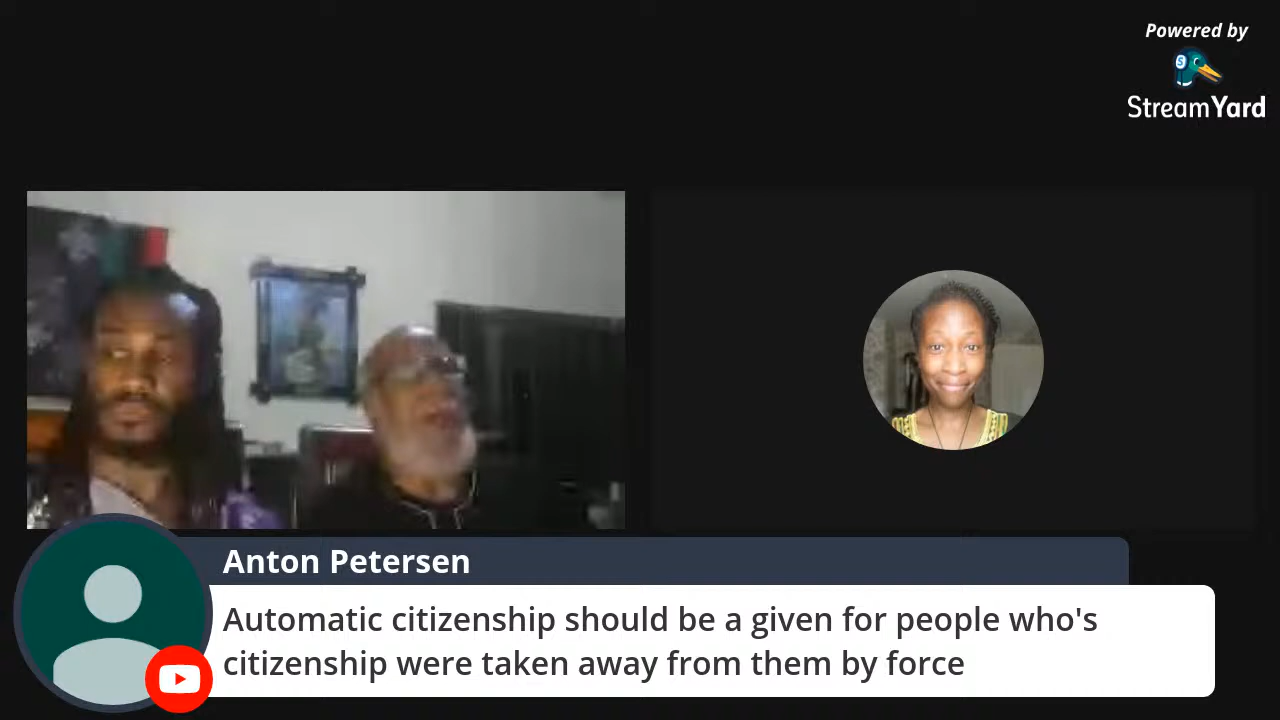 Powered by
StreamYard
Anton Petersen
Automatic citizenship should be a given for people who's
citizenship were taken away from them by force